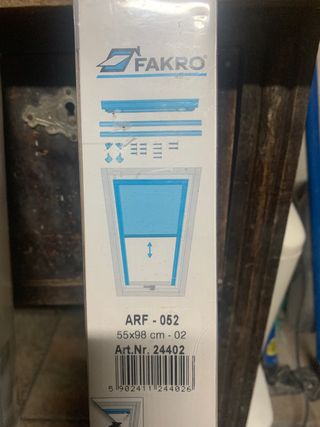 FAKRO®
ARF - 052
55x98 cm - 02
Art.Nr. 24402
5 902411 244026